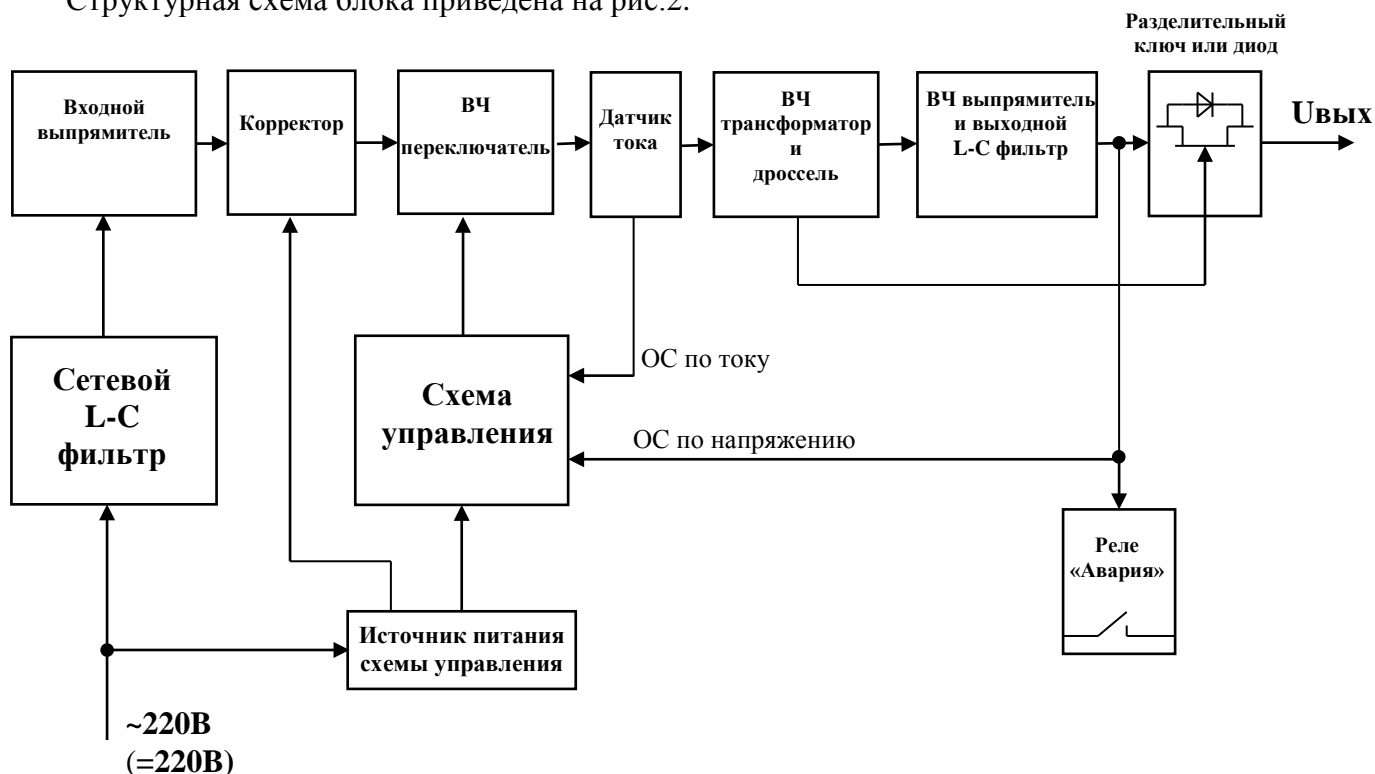 Структурная схема блока приведена на рис.2.
Разделительный
ключ или диод
Входной
выпрямитель
Корректор
ВЧ
переключатель
Датчик
тока
ВЧ
трансформатор
и
дроссель
ВЧ выпрямитель
и выходной
L-C фильтр
Uвых
Сетевой
L-C
фильтр
Схема
управления
ОС по току
ОС по напряжению
Реле
«Авария»
Источник питания
схемы управления
~220В
(=220В)